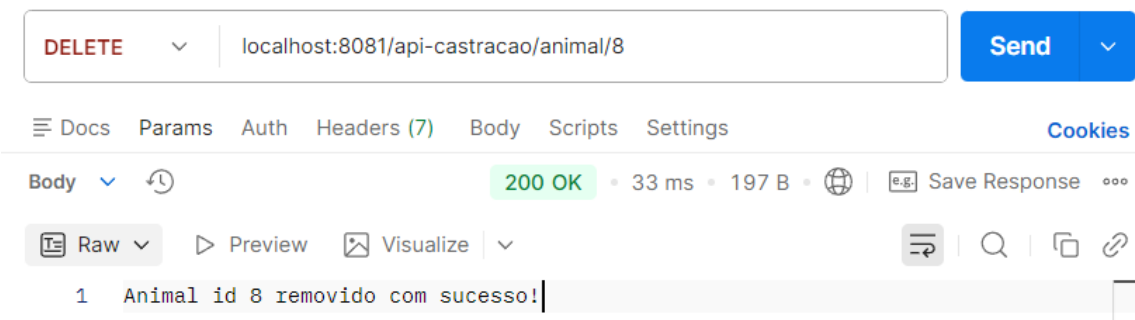 DELETE localhost:8081/api-castracao/animal/8 Send
Docs Params Auth Headers (7) Body Scripts Settings Cookies
Body 200 OK • 33 ms • 197 B • e.g. Save Response
Raw Preview Visualize
1 Animal id 8 removido com sucesso!